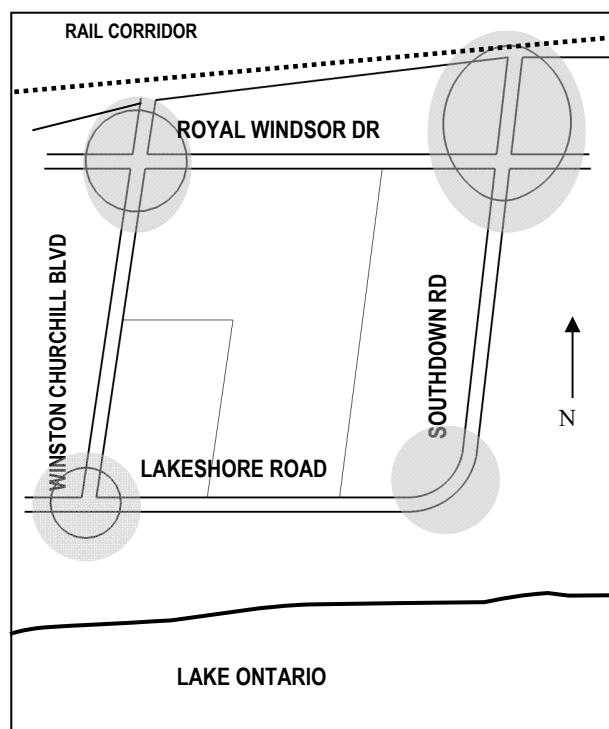 RAIL CORRIDOR
ROYAL WINDSOR DR
WINSTON CHURCHILL BLVD
SOUTHDOWN RD
N
LAKESHORE ROAD
LAKE ONTARIO